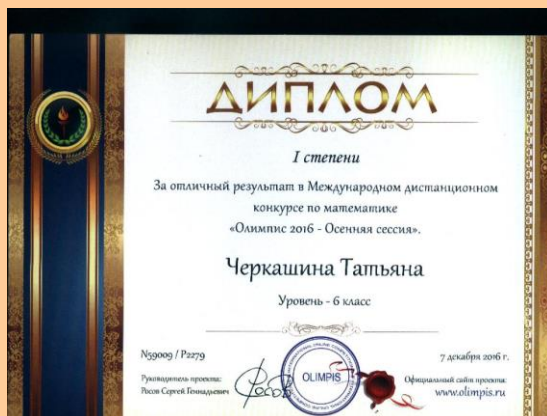 ДИПЛОМ
I степени
За отличный результат в Международном дистанционном
конкурсе по математике
«Олимпис 2016 - Осенняя сессия».
Черкашина Татьяна
Уровень - 6 класс
N59009 / P2279
7 декабря 2016 г.
Руководитель проекта:
Росов Сергей Геннадьевич
OLIMPIS
Официальный сайт проекта:
www.olimpis.ru